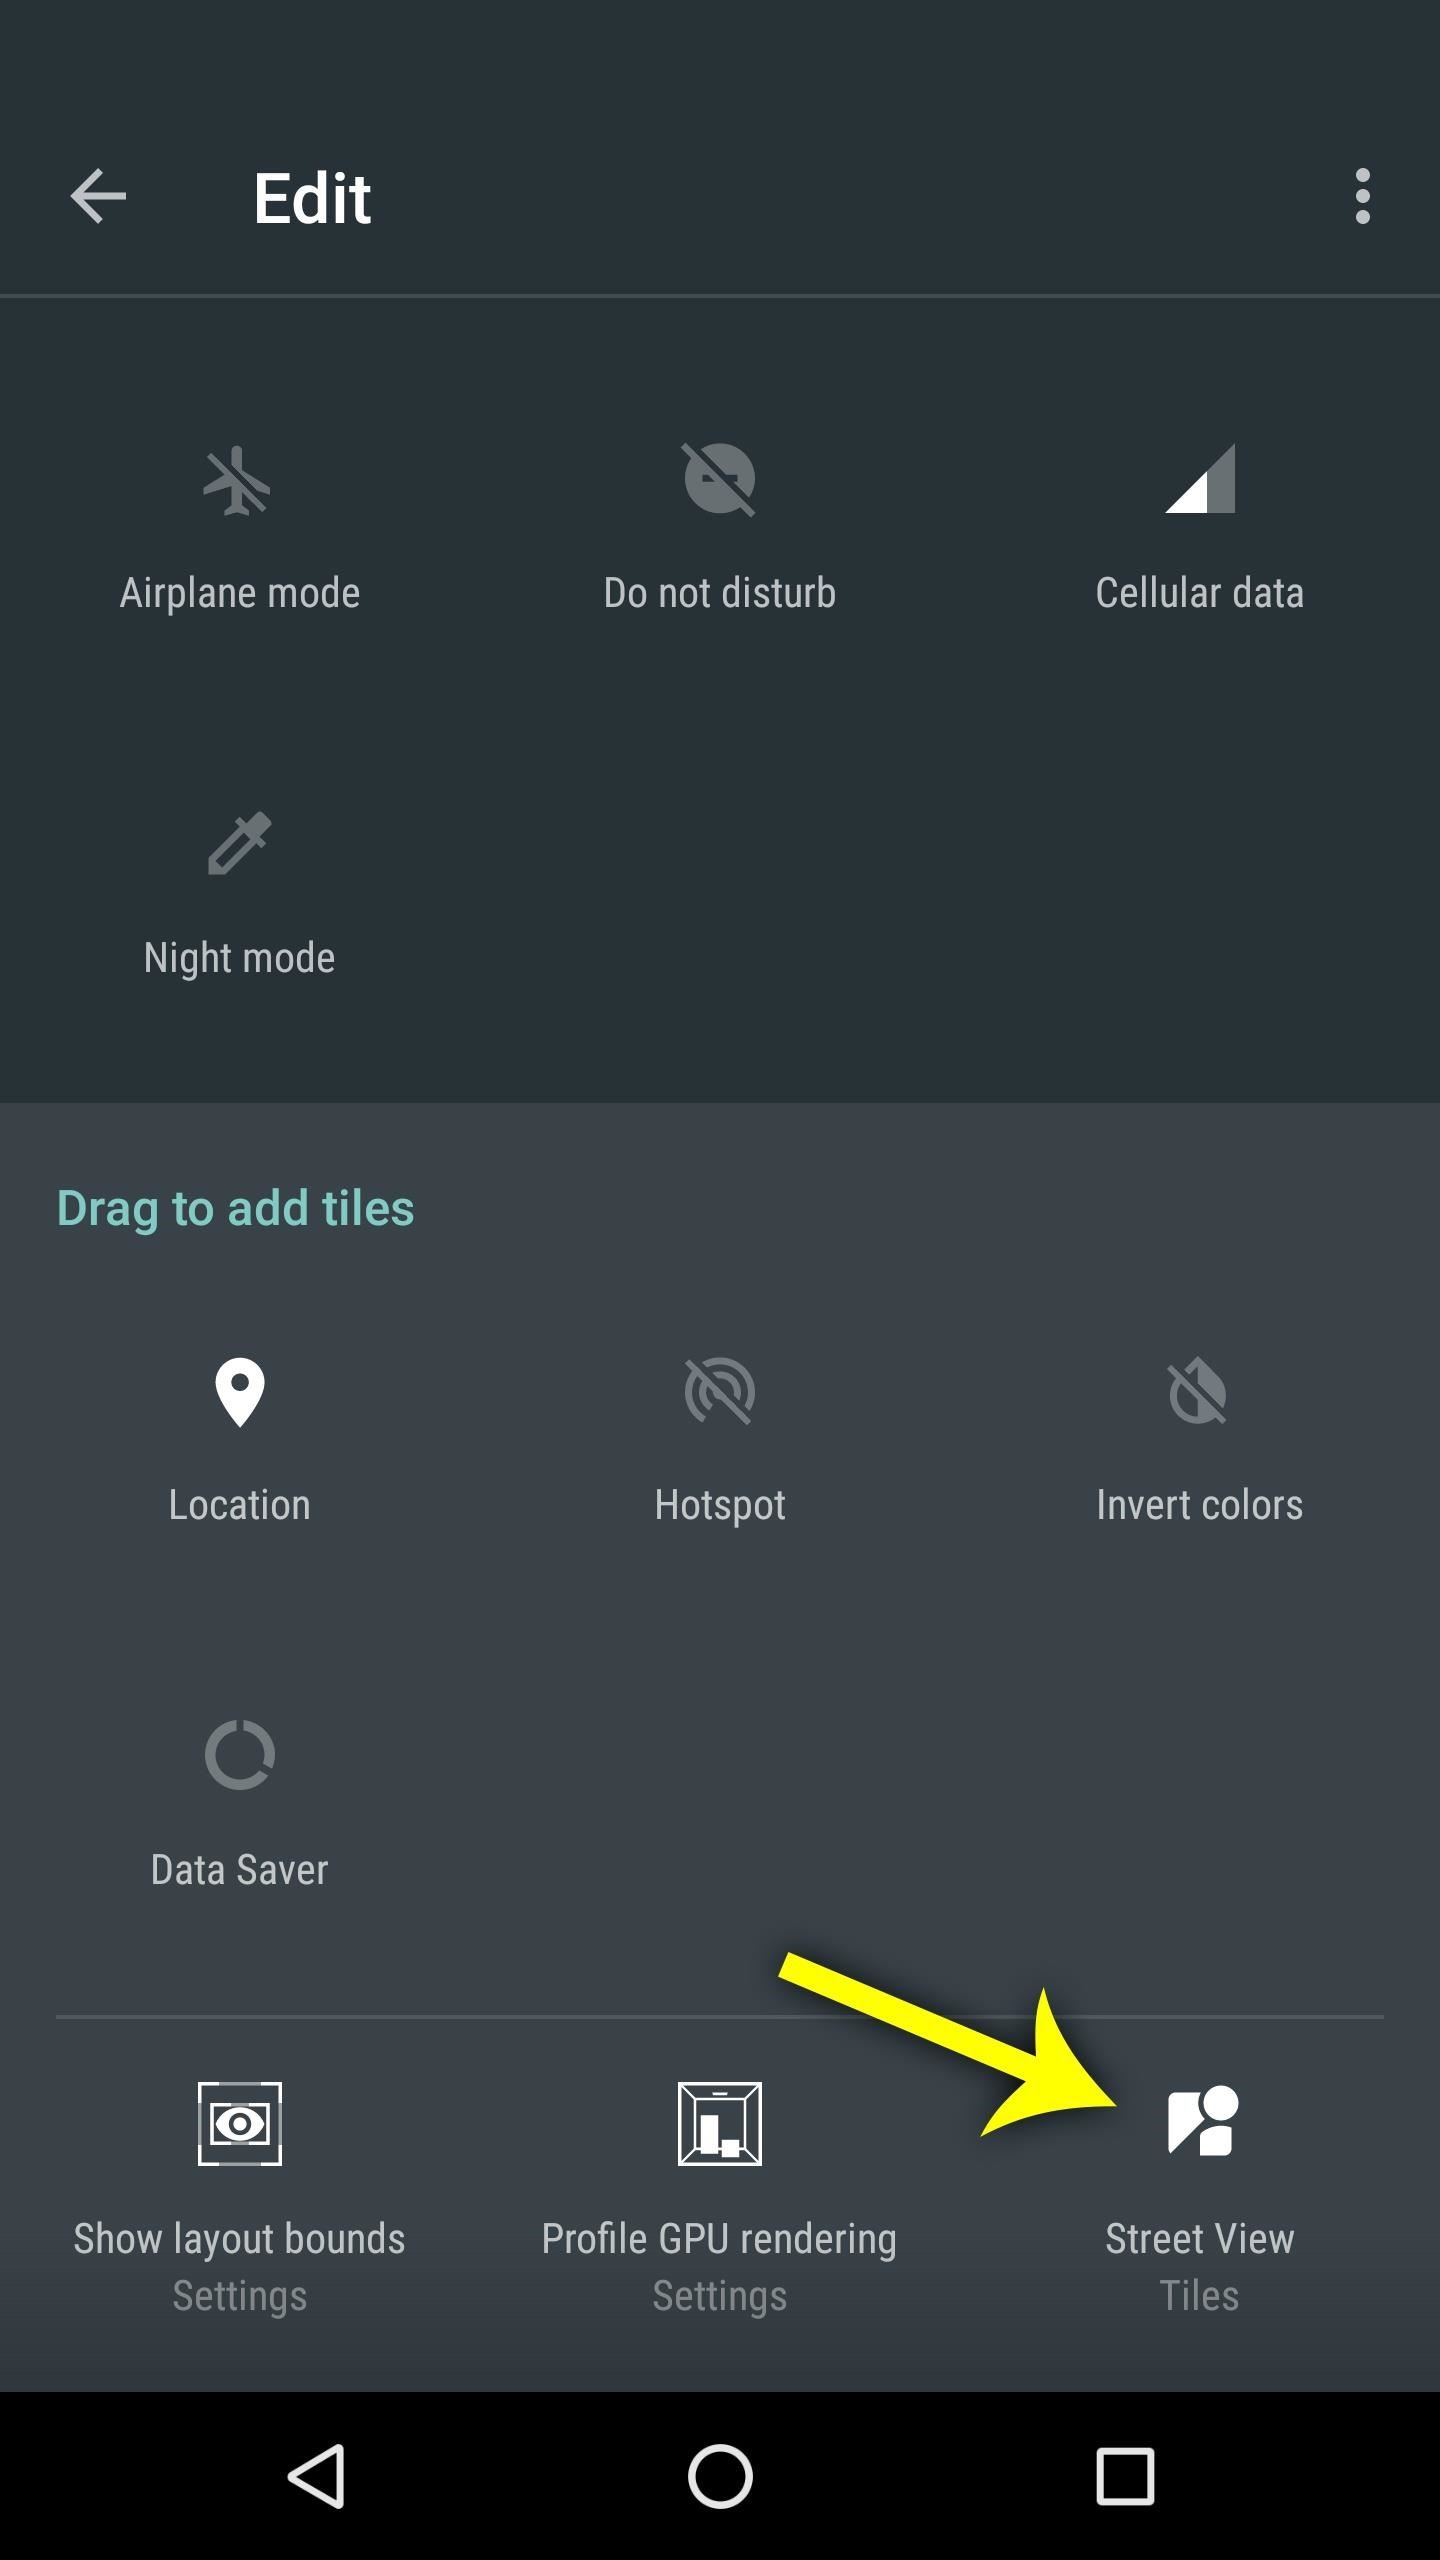 Edit
Airplane mode
Do not disturb
Cellular data
Night mode
Drag to add tiles
Location
Hotspot
Invert colors
Data Saver
Show layout bounds
Settings
Profile GPU rendering
Settings
Street View
Tiles